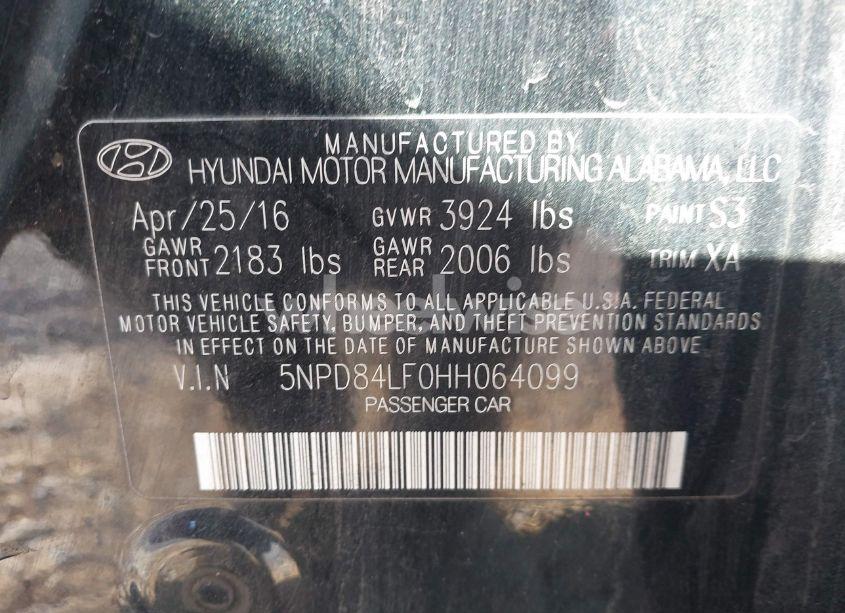 MANUFACTURED BY
HYUNDAI MOTOR MANUFACTURING ALABAMA, LLC
Apr/25/16 GVWR 3924 lbs PAINT S3
GAWR FRONT 2183 lbs GAWR REAR 2006 lbs TRIM XA
THIS VEHICLE CONFORMS TO ALL APPLICABLE U.S.A. FEDERAL
MOTOR VEHICLE SAFETY, BUMPER, AND THEFT PREVENTION STANDARDS
IN EFFECT ON THE DATE OF MANUFACTURE SHOWN ABOVE
V.I.N 5NPD84LF0HH064099
PASSENGER CAR